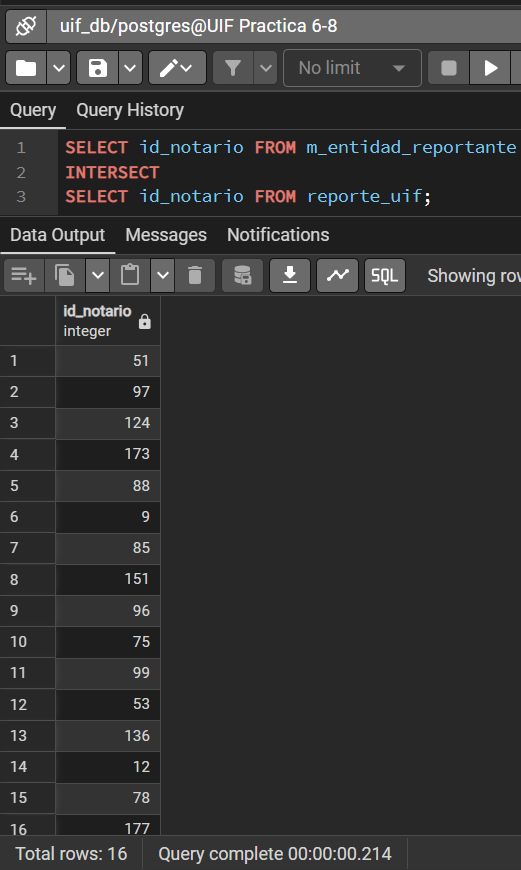 uif_db/postgres@UIF Practica 6-8
No limit
Query Query History
1 SELECT id_notario FROM m_entidad_reportante
2 INTERSECT
3 SELECT id_notario FROM reporte_uif;
Data Output Messages Notifications
SQL Showing rov
id_notario
integer
1 51
2 97
3 124
4 173
5 88
6 9
7 85
8 151
9 96
10 75
11 99
12 53
13 136
14 12
15 78
16 177
Total rows: 16 Query complete 00:00:00.214